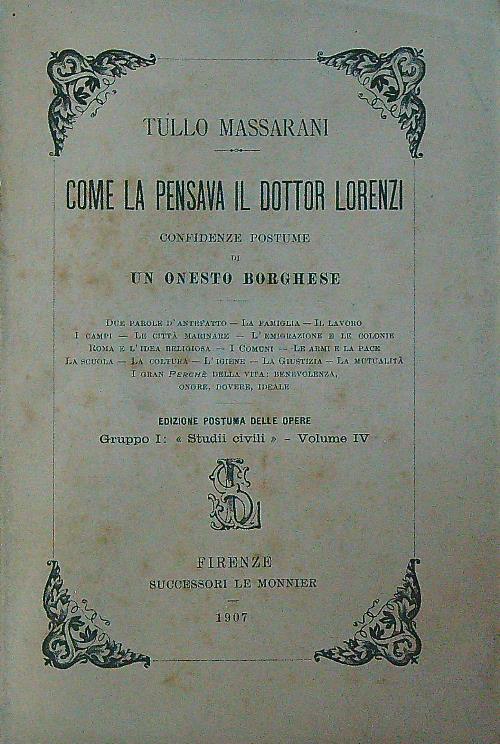 TULLO MASSARANI
COME LA PENSAVA IL DOTTOR LORENZI
CONFIDENZE POSTUME
DI
UN ONESTO BORGHESE
DUE PAROLE D'ANTEFATTO — LA FAMIGLIA — IL LAVORO
I CAMPI — LE CITTÀ MARINARE — L'EMIGRAZIONE E LE COLONIE
ROMA E L'IDEA RELIGIOSA — I COMUNI — LE ARMI E LA PACE
LA SCUOLA — LA COLTURA — L'IGIENE — LA GIUSTIZIA — LA MUTUALITÀ
I GRAN PERCHÈ DELLA VITA: BENEVOLENZA,
ONORE, DOVERE, IDEALE
EDIZIONE POSTUMA DELLE OPERE
Gruppo I: « Studii civili » - Volume IV
FIRENZE
SUCCESSORI LE MONNIER
1907